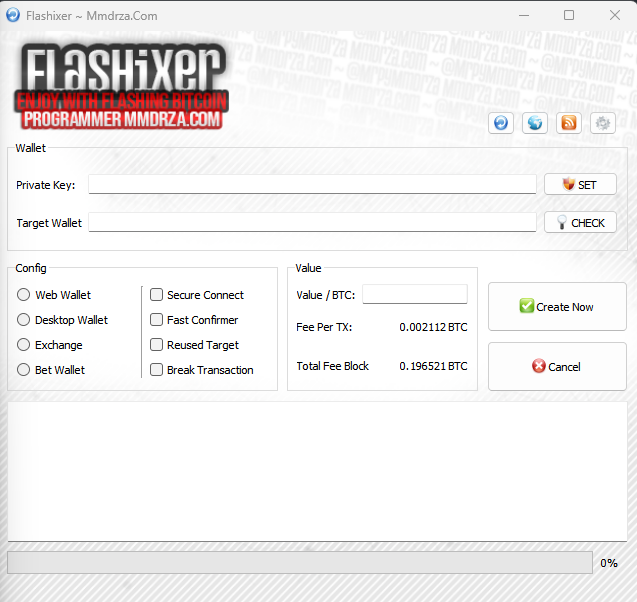 Flashixer ~ Mmdrza.Com
FLASHIXER
ENJOY WITH FLASHING BITCOIN
PROGRAMMER MMDRZA.COM
Wallet
Private Key:
SET
Target Wallet
CHECK
Config
Web Wallet
Secure Connect
Desktop Wallet
Fast Confirmer
Exchange
Reused Target
Bet Wallet
Break Transaction
Value
Value / BTC:
Fee Per TX: 0.002112 BTC
Total Fee Block 0.196521 BTC
Create Now
Cancel
0%